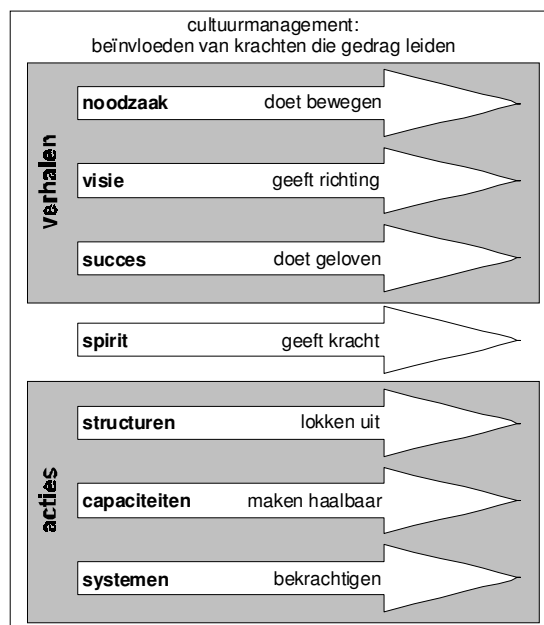 cultuurmanagement:
beïnvloeden van krachten die gedrag leiden
verhalen
noodzaak doet bewegen
visie geeft richting
succes doet geloven
spirit geeft kracht
acties
structuren lokken uit
capaciteiten maken haalbaar
systemen bekrachtigen